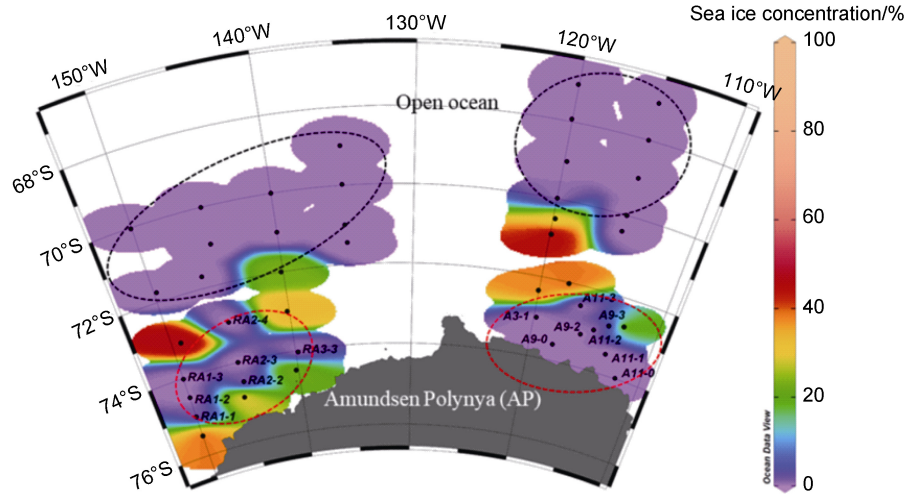 Sea ice concentration/%
150°W
140°W
130°W
120°W
110°W
100
80
60
40
20
0
68°S
70°S
72°S
74°S
76°S
Open ocean
RA2-4
RA3-3
RA2-3
RA1-3
RA2-2
RA1-2
RA1-1
A11-3
A3-1
A9-3
A9-2
A11-2
A9-0
A11-1
A11-0
Amundsen Polynya (AP)
Ocean Data View